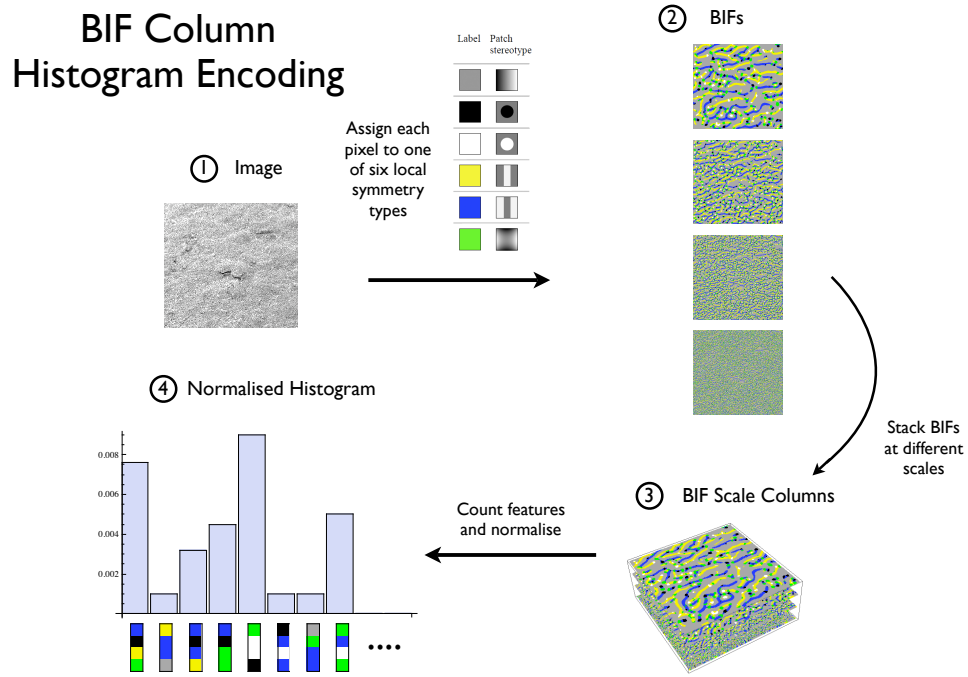 BIF Column
Histogram Encoding
1 Image
Assign each
pixel to one
of six local
symmetry
types
Label Patch
stereotype
2 BIFs
Stack BIFs
at different
scales
3 BIF Scale Columns
Count features
and normalise
4 Normalised Histogram
0.008
0.006
0.004
0.002
....